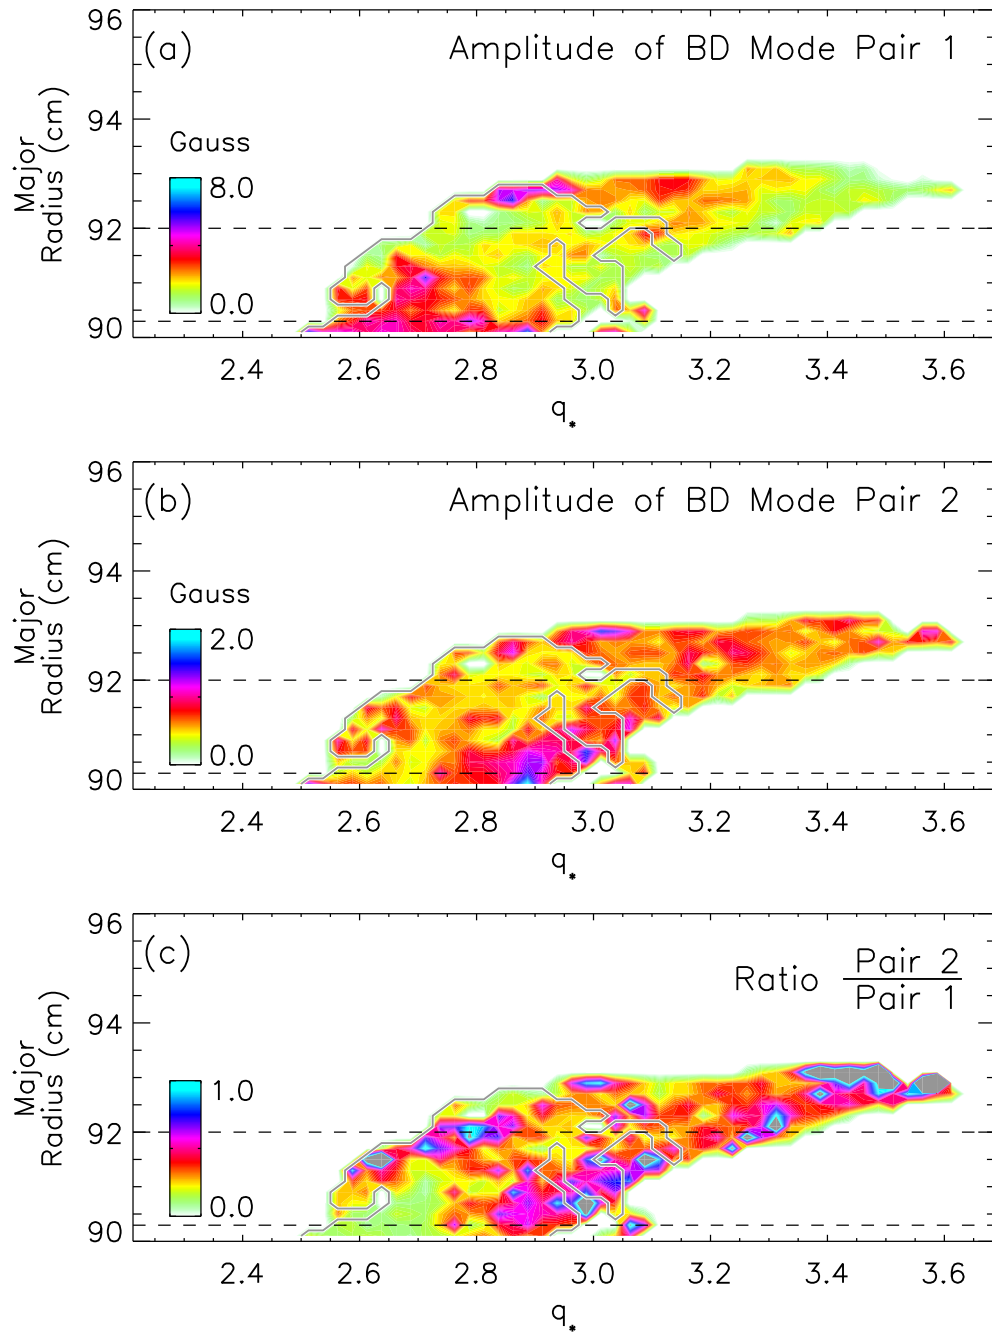 (a)
Amplitude of BD Mode Pair 1
Gauss
8.0
0.0
96
94
92
90
Major
Radius (cm)
2.4 2.6 2.8 3.0 3.2 3.4 3.6
q*
(b)
Amplitude of BD Mode Pair 2
Gauss
2.0
0.0
96
94
92
90
Major
Radius (cm)
2.4 2.6 2.8 3.0 3.2 3.4 3.6
q*
(c)
Ratio Pair 2
Pair 1
1.0
0.0
96
94
92
90
Major
Radius (cm)
2.4 2.6 2.8 3.0 3.2 3.4 3.6
q*